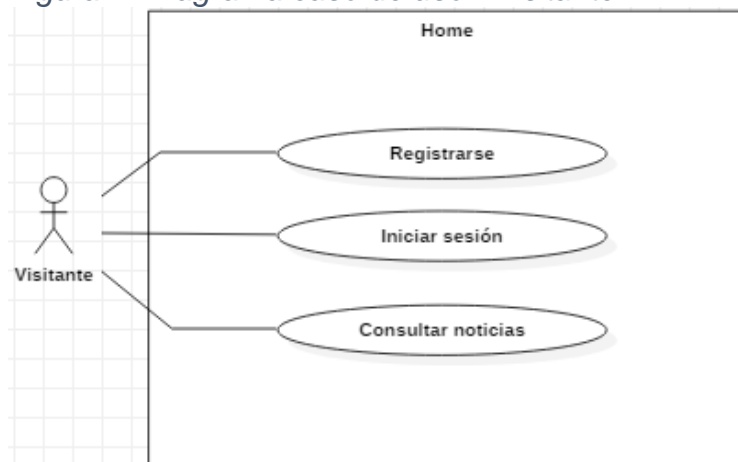 Home
Registrarse
Iniciar sesión
Visitante
Consultar noticias